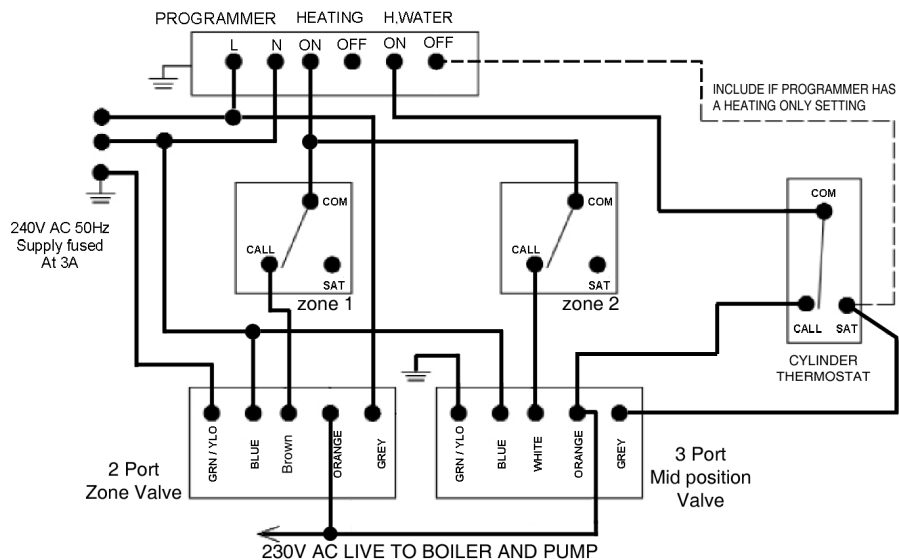 PROGRAMMER HEATING H,WATER
L N ON OFF ON OFF
INCLUDE IF PROGRAMMER HAS
A HEATING ONLY SETTING
240V AC 50Hz
Supply fused
At 3A
COM
CALL
SAT
zone 1
COM
CALL
SAT
zone 2
COM
CALL SAT
CYLINDER
THERMOSTAT
2 Port
Zone Valve
GRN / YLO
BLUE
Brown
ORANGE
GREY
GRN / YLO
BLUE
WHITE
ORANGE
GREY
3 Port
Mid position
Valve
230V AC LIVE TO BOILER AND PUMP